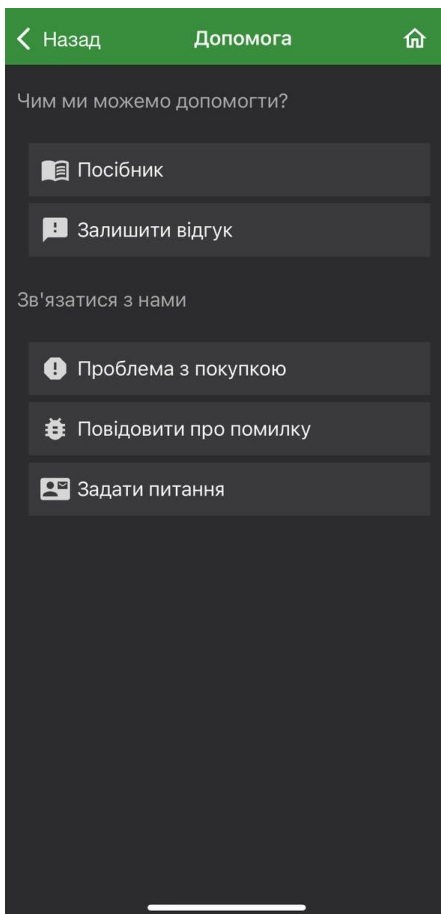 Назад
Допомога
Чим ми можемо допомогти?
Посібник
Залишити відгук
Зв'язатися з нами
Проблема з покупкою
Повідовити про помилку
Задати питання